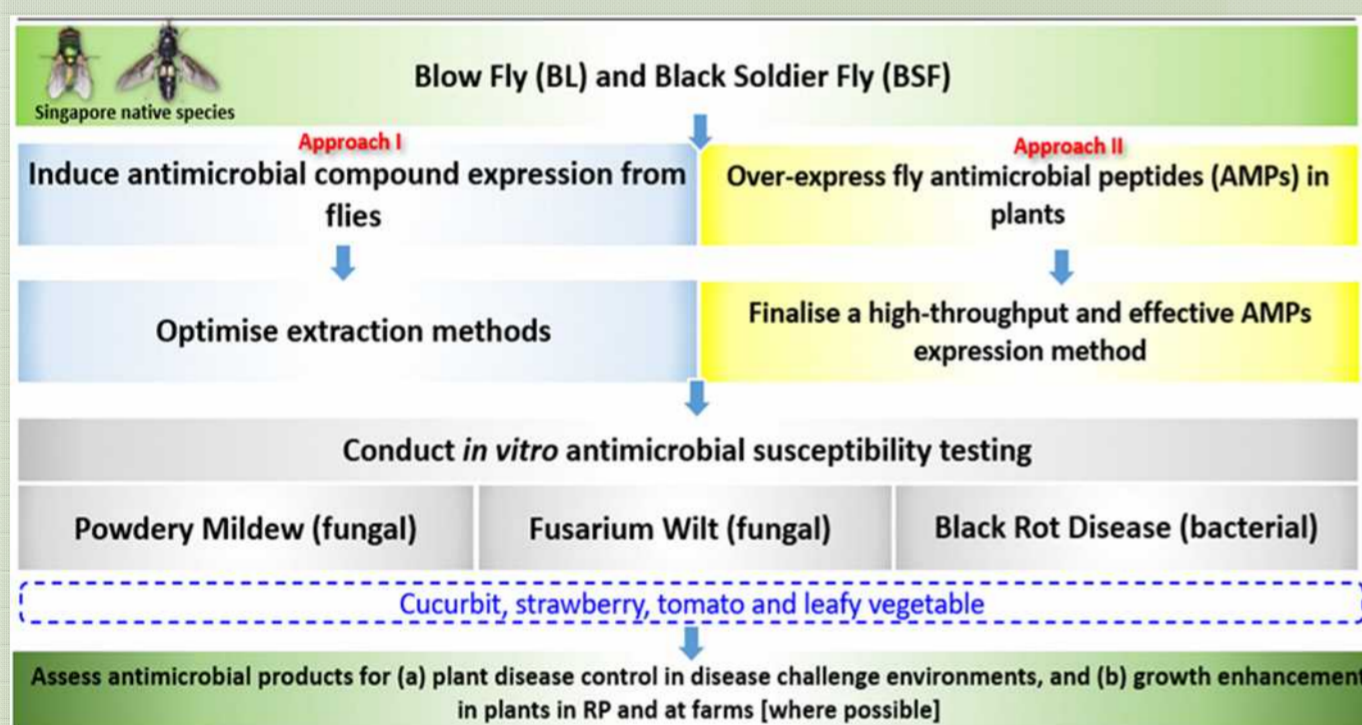 Blow Fly (BL) and Black Soldier Fly (BSF)
Singapore native species
Approach I
Induce antimicrobial compound expression from
flies
Optimise extraction methods
Approach II
Over-express fly antimicrobial peptides (AMPs) in
plants
Finalise a high-throughput and effective AMPs
expression method
Conduct in vitro antimicrobial susceptibility testing
Powdery Mildew (fungal)
Fusarium Wilt (fungal)
Black Rot Disease (bacterial)
Cucurbit, strawberry, tomato and leafy vegetable
Assess antimicrobial products for (a) plant disease control in disease challenge environments, and (b) growth enhancement
in plants in RP and at farms [where possible]